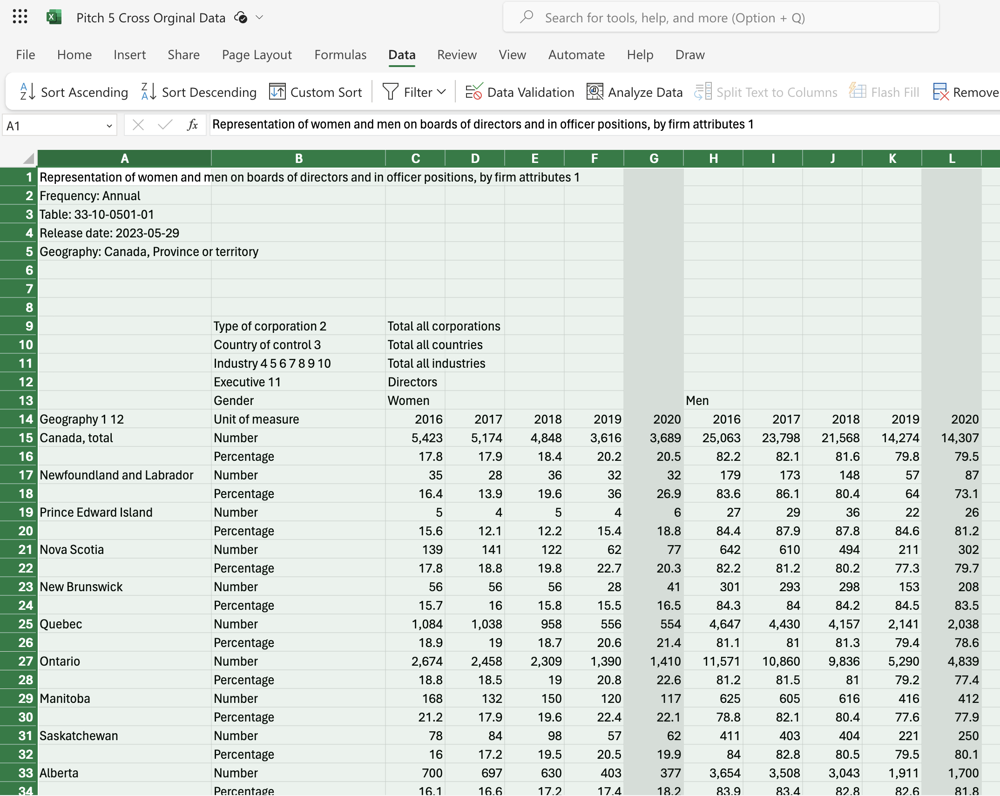 Pitch 5 Cross Orginal Data
Search for tools, help, and more (Option + Q)
File Home Insert Share Page Layout Formulas Data Review View Automate Help Draw
Sort Ascending Sort Descending Custom Sort Filter Data Validation Analyze Data Split Text to Columns Flash Fill Remove
A1 fx Representation of women and men on boards of directors and in officer positions, by firm attributes 1
A B C D E F G H I J K L
1 Representation of women and men on boards of directors and in officer positions, by firm attributes 1
2 Frequency: Annual
3 Table: 33-10-0501-01
4 Release date: 2023-05-29
5 Geography: Canada, Province or territory
6
7
8
9 Type of corporation 2 Total all corporations
10 Country of control 3 Total all countries
11 Industry 4 5 6 7 8 9 10 Total all industries
12 Executive 11 Directors
13 Gender Women Men
14 Geography 1 12 Unit of measure 2016 2017 2018 2019 2020 2016 2017 2018 2019 2020
15 Canada, total Number 5,423 5,174 4,848 3,616 3,689 25,063 23,798 21,568 14,274 14,307
16 Percentage 17.8 17.9 18.4 20.2 20.5 82.2 82.1 81.6 79.8 79.5
17 Newfoundland and Labrador Number 35 28 36 32 32 179 173 148 57 87
18 Percentage 16.4 13.9 19.6 36 26.9 83.6 86.1 80.4 64 73.1
19 Prince Edward Island Number 5 4 5 4 6 27 29 36 22 26
20 Percentage 15.6 12.1 12.2 15.4 18.8 84.4 87.9 87.8 84.6 81.2
21 Nova Scotia Number 139 141 122 62 77 642 610 494 211 302
22 Percentage 17.8 18.8 19.8 22.7 20.3 82.2 81.2 80.2 77.3 79.7
23 New Brunswick Number 56 56 56 28 41 301 293 298 153 208
24 Percentage 15.7 16 15.8 15.5 16.5 84.3 84 84.2 84.5 83.5
25 Quebec Number 1,084 1,038 958 556 554 4,647 4,430 4,157 2,141 2,038
26 Percentage 18.9 19 18.7 20.6 21.4 81.1 81 81.3 79.4 78.6
27 Ontario Number 2,674 2,458 2,309 1,390 1,410 11,571 10,860 9,836 5,290 4,839
28 Percentage 18.8 18.5 19 20.8 22.6 81.2 81.5 81 79.2 77.4
29 Manitoba Number 168 132 150 120 117 625 605 616 416 412
30 Percentage 21.2 17.9 19.6 22.4 22.1 78.8 82.1 80.4 77.6 77.9
31 Saskatchewan Number 78 84 98 57 62 411 403 404 221 250
32 Percentage 16 17.2 19.5 20.5 19.9 84 82.8 80.5 79.5 80.1
33 Alberta Number 700 697 630 403 377 3,654 3,508 3,043 1,911 1,700
34 Percentage 16.1 16.6 17.2 17.4 18.2 83.9 83.4 82.8 82.6 81.8